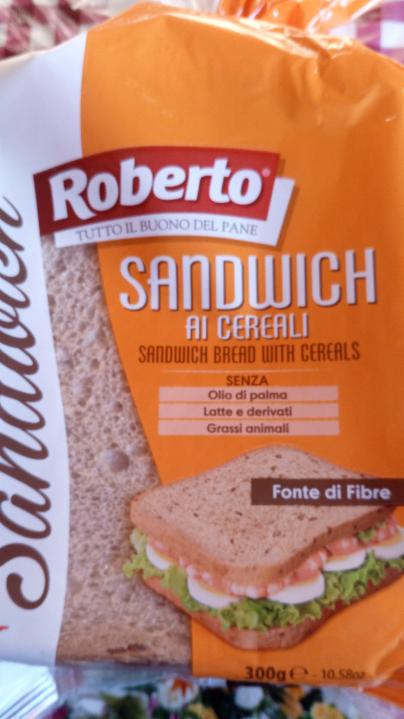 Sandwich
Roberto®
TUTTO IL BUONO DEL PANE
SANDWICH
AI CEREALI
SANDWICH BREAD WITH CEREALS
SENZA
Olio di palma
Latte e derivati
Grassi animali
Fonte di Fibre
300g ℮ - 10.58oz